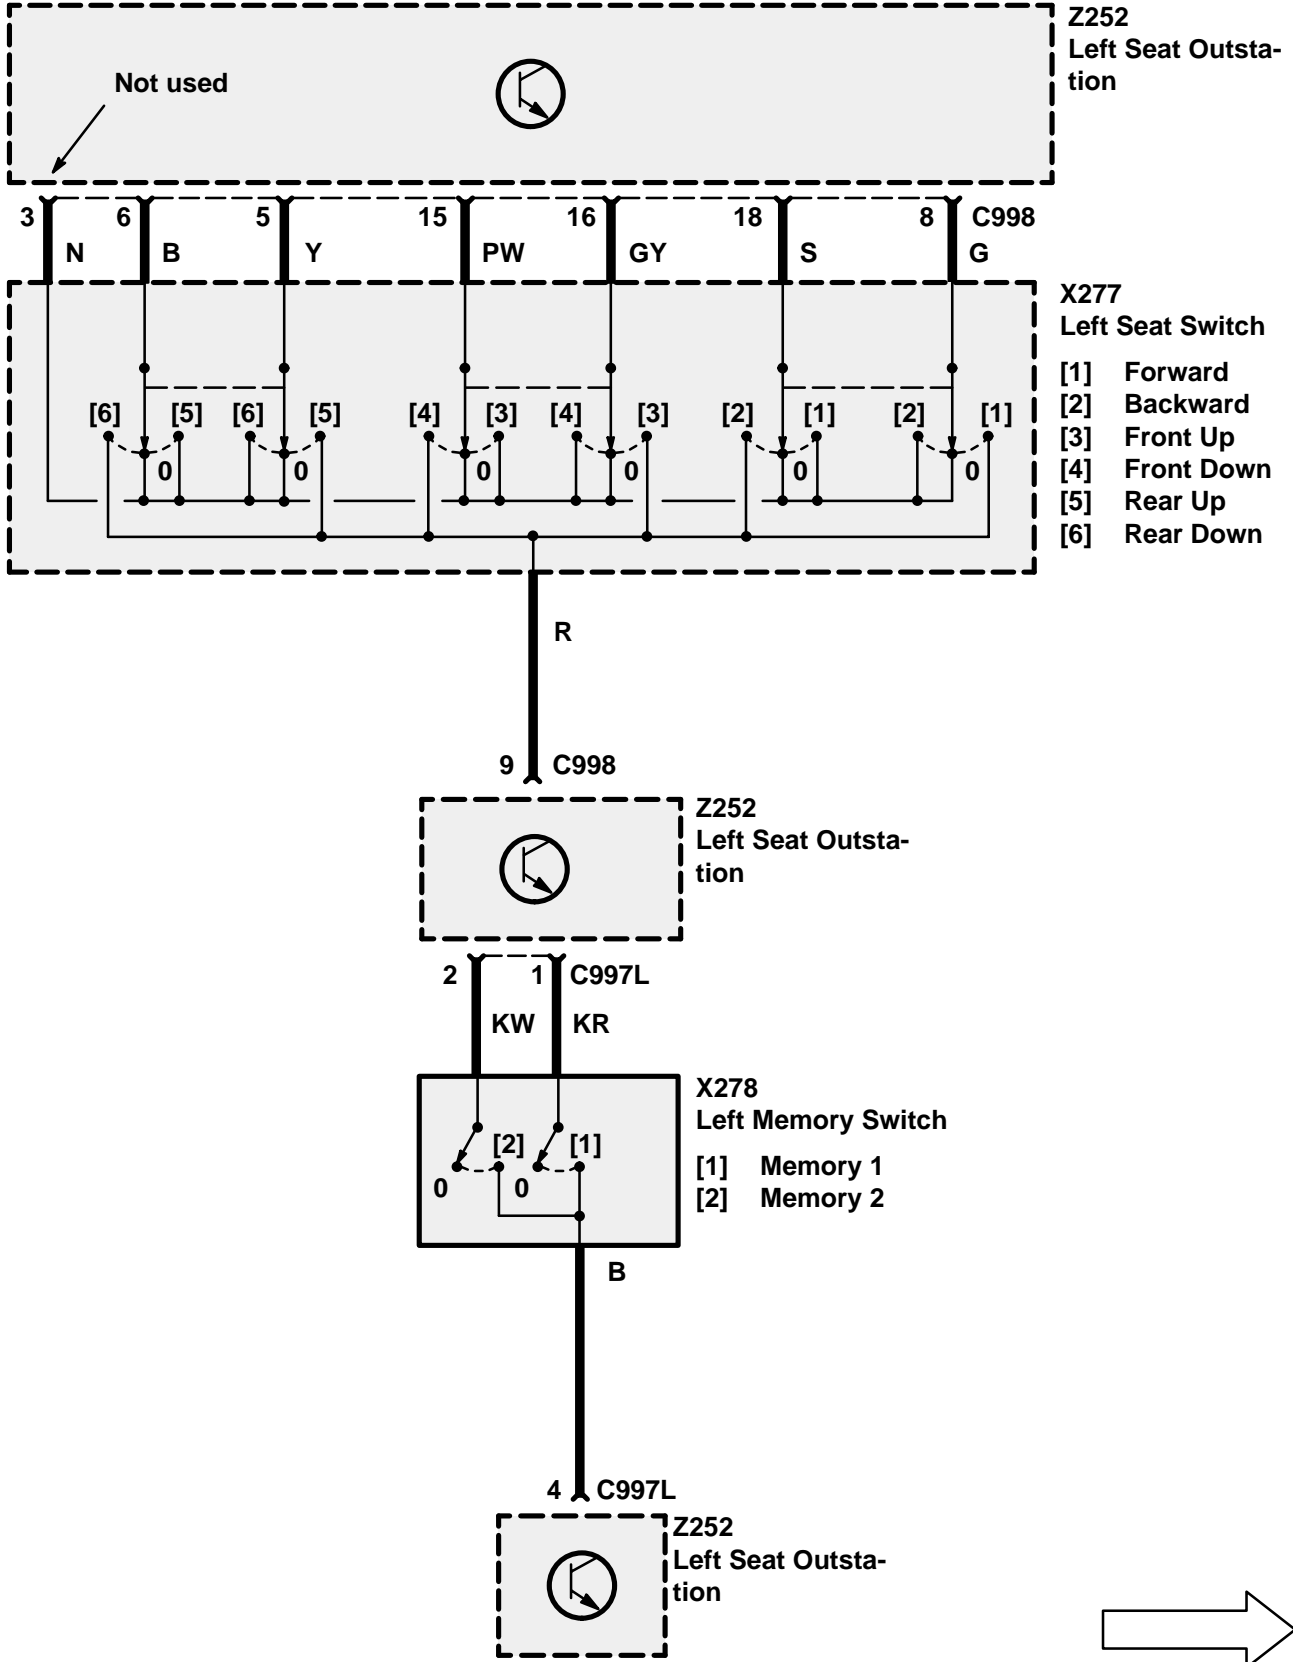 Z252
Left Seat Outsta-
tion
Not used
3 6 5 15 16 18 8 C998
N B Y PW GY S G
X277
Left Seat Switch
[1] Forward
[2] Backward
[3] Front Up
[4] Front Down
[5] Rear Up
[6] Rear Down
[6] [5] [6] [5] [4] [3] [4] [3] [2] [1] [2] [1]
0 0 0 0 0 0
R
9 C998
Z252
Left Seat Outsta-
tion
2 1 C997L
KW KR
X278
Left Memory Switch
[1] Memory 1
[2] Memory 2
[2] [1]
0 0
B
4 C997L
Z252
Left Seat Outsta-
tion